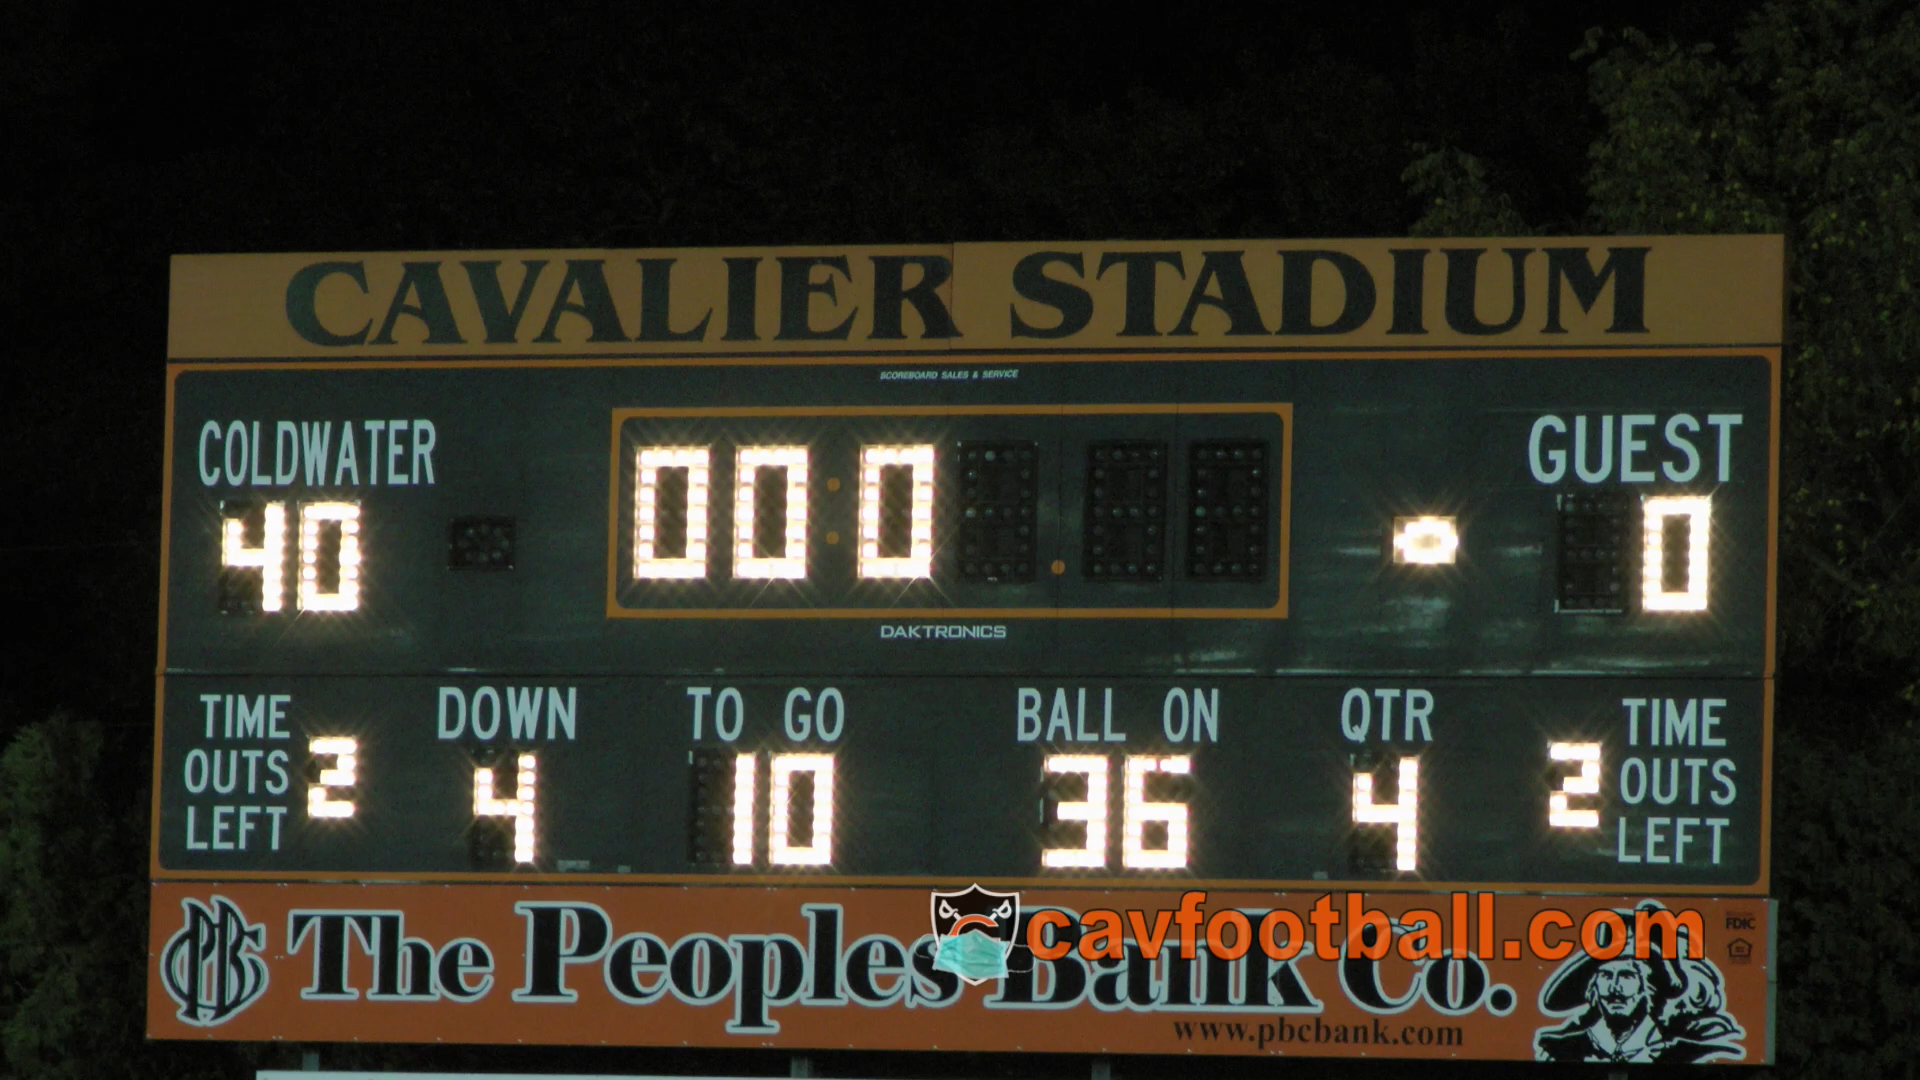 CAVALIER STADIUM
SCOREBOARD SALES & SERVICE
COLDWATER
GUEST
40
000:0
0
DAKTRONICS
TIME OUTS LEFT
2
DOWN
4
TO GO
10
BALL ON
36
QTR
4
2
TIME OUTS LEFT
cavfootball.com
PBC
The Peoples Bank Co.
www.pbcbank.com
FDIC